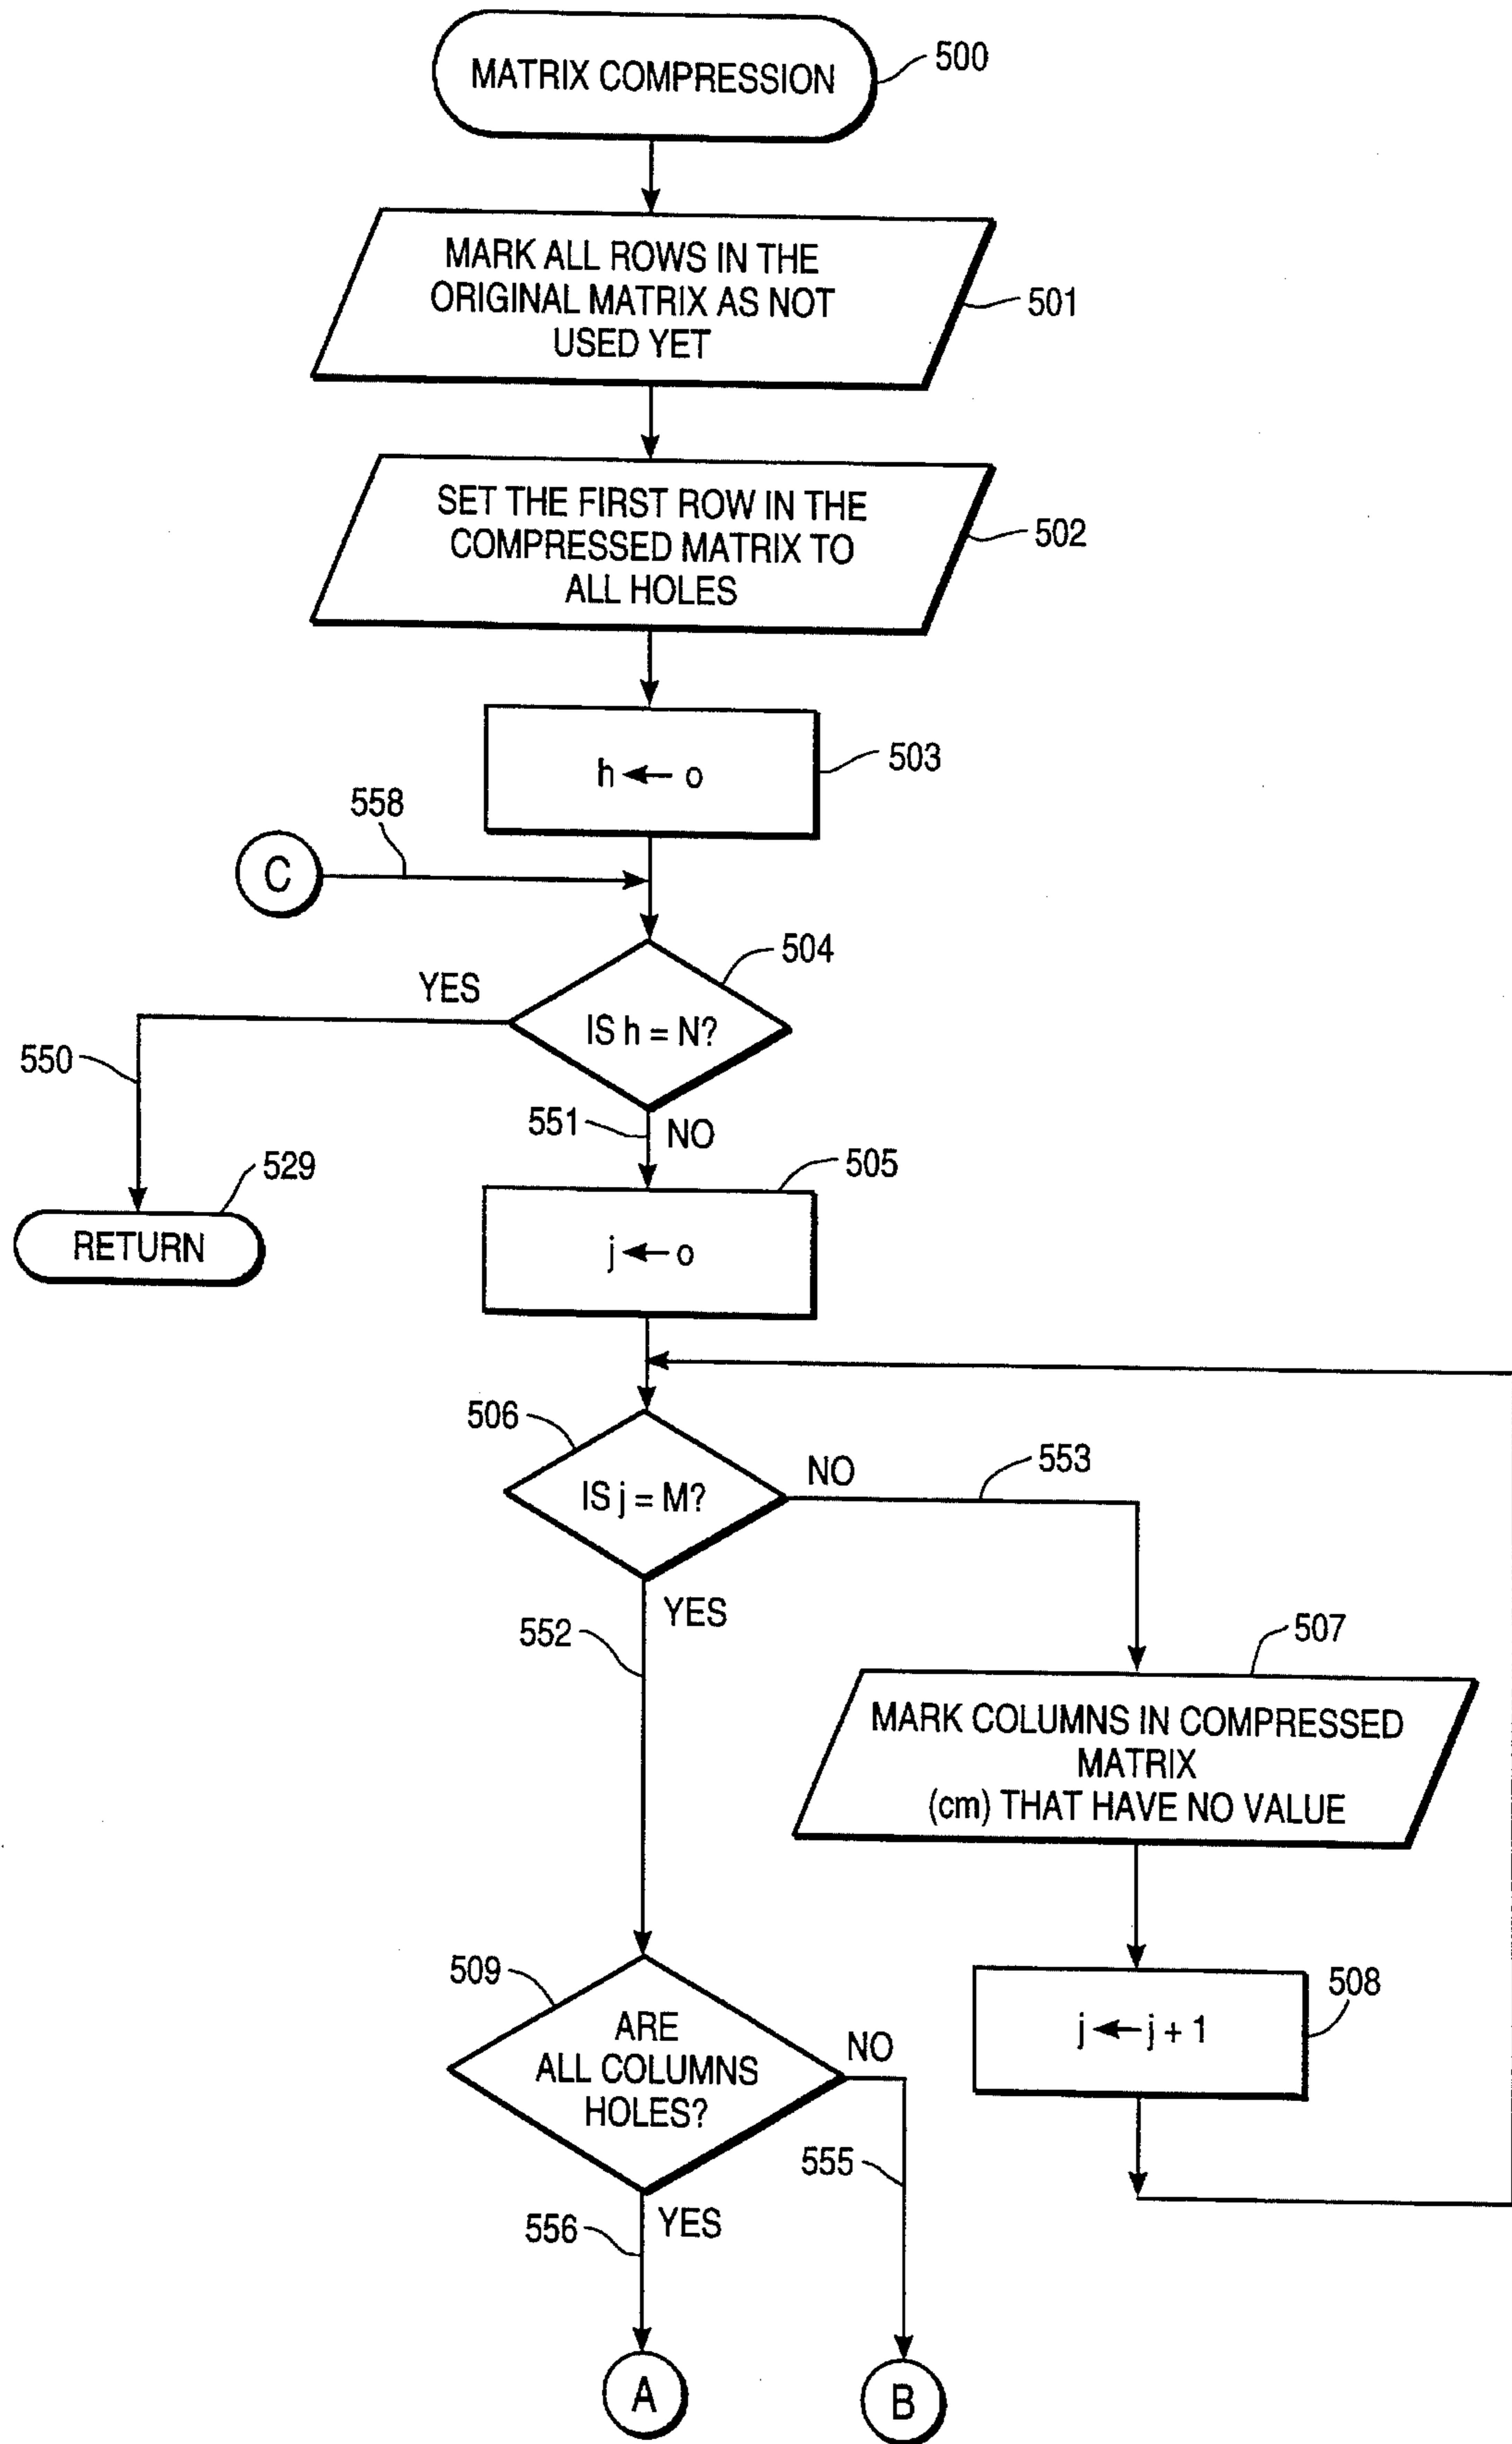 MATRIX COMPRESSION
500
MARK ALL ROWS IN THE
ORIGINAL MATRIX AS NOT
USED YET
501
SET THE FIRST ROW IN THE
COMPRESSED MATRIX TO
ALL HOLES
502
h ← o
503
558
C
504
YES
IS h = N?
550
551
NO
529
505
RETURN
j ← o
506
NO
553
IS j = M?
YES
552
507
MARK COLUMNS IN COMPRESSED
MATRIX
(cm) THAT HAVE NO VALUE
509
508
ARE
ALL COLUMNS
HOLES?
NO
j ← j + 1
555
556
YES
A
B